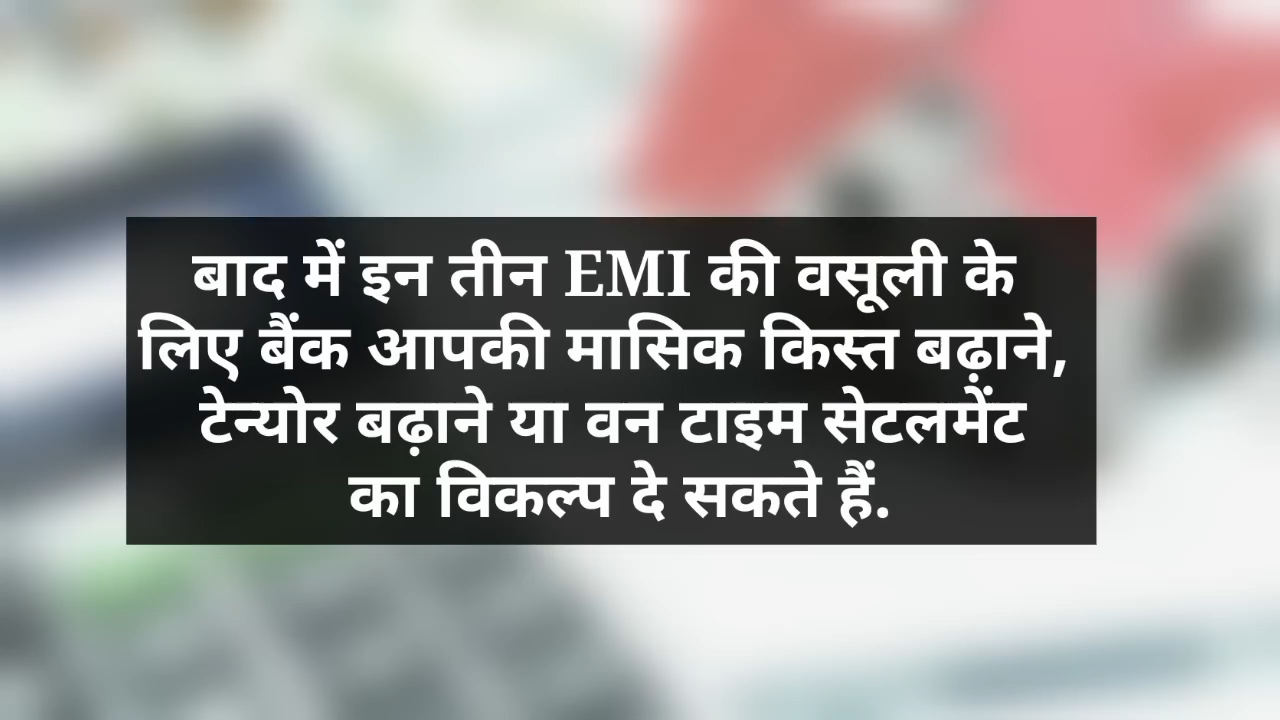 बाद में इन तीन EMI की वसूली के
लिए बैंक आपकी मासिक किस्त बढ़ाने,
टेन्योर बढ़ाने या वन टाइम सेटलमेंट
का विकल्प दे सकते हैं.